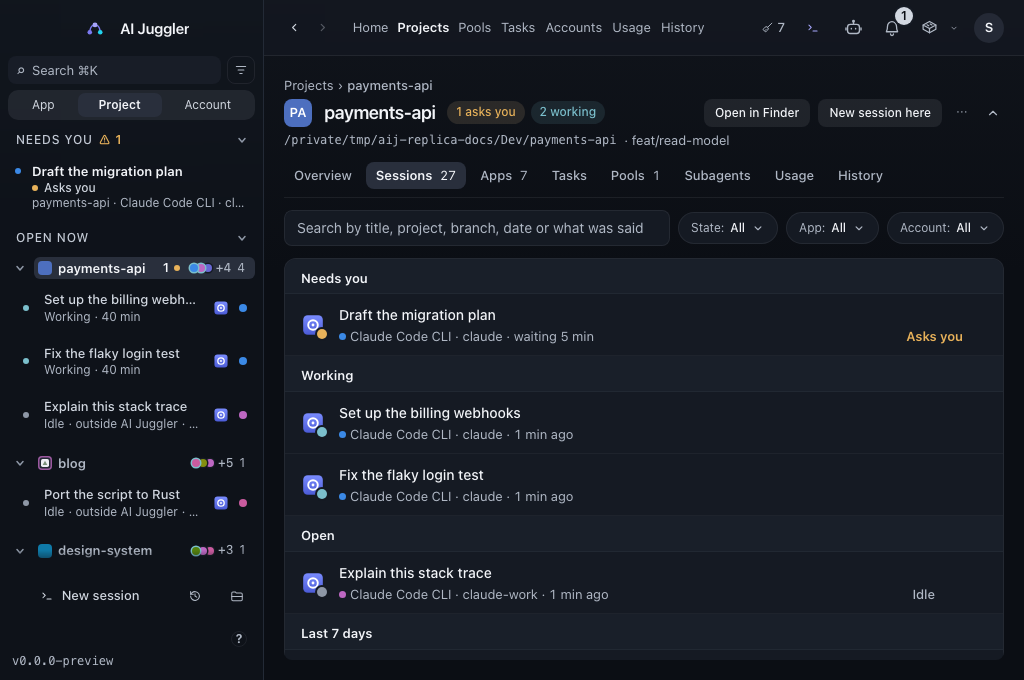 AI Juggler
Search ⌘K
App Project Account
NEEDS YOU 1
Draft the migration plan
Asks you
payments-api · Claude Code CLI · cl...
OPEN NOW
payments-api 1 +4 4
Set up the billing webh...
Working · 40 min
Fix the flaky login test
Working · 40 min
Explain this stack trace
Idle · outside AI Juggler · ...
blog +5 1
Port the script to Rust
Idle · outside AI Juggler · ...
design-system +3 1
New session
?
v0.0.0-preview
Home Projects Pools Tasks Accounts Usage History 7 1 S
Projects › payments-api
PA payments-api 1 asks you 2 working Open in Finder New session here ...
/private/tmp/aij-replica-docs/Dev/payments-api · feat/read-model
Overview Sessions 27 Apps 7 Tasks Pools 1 Subagents Usage History
Search by title, project, branch, date or what was said State: All App: All Account: All
Needs you
Draft the migration plan
Claude Code CLI · claude · waiting 5 min Asks you
Working
Set up the billing webhooks
Claude Code CLI · claude · 1 min ago
Fix the flaky login test
Claude Code CLI · claude · 1 min ago
Open
Explain this stack trace
Claude Code CLI · claude-work · 1 min ago Idle
Last 7 days